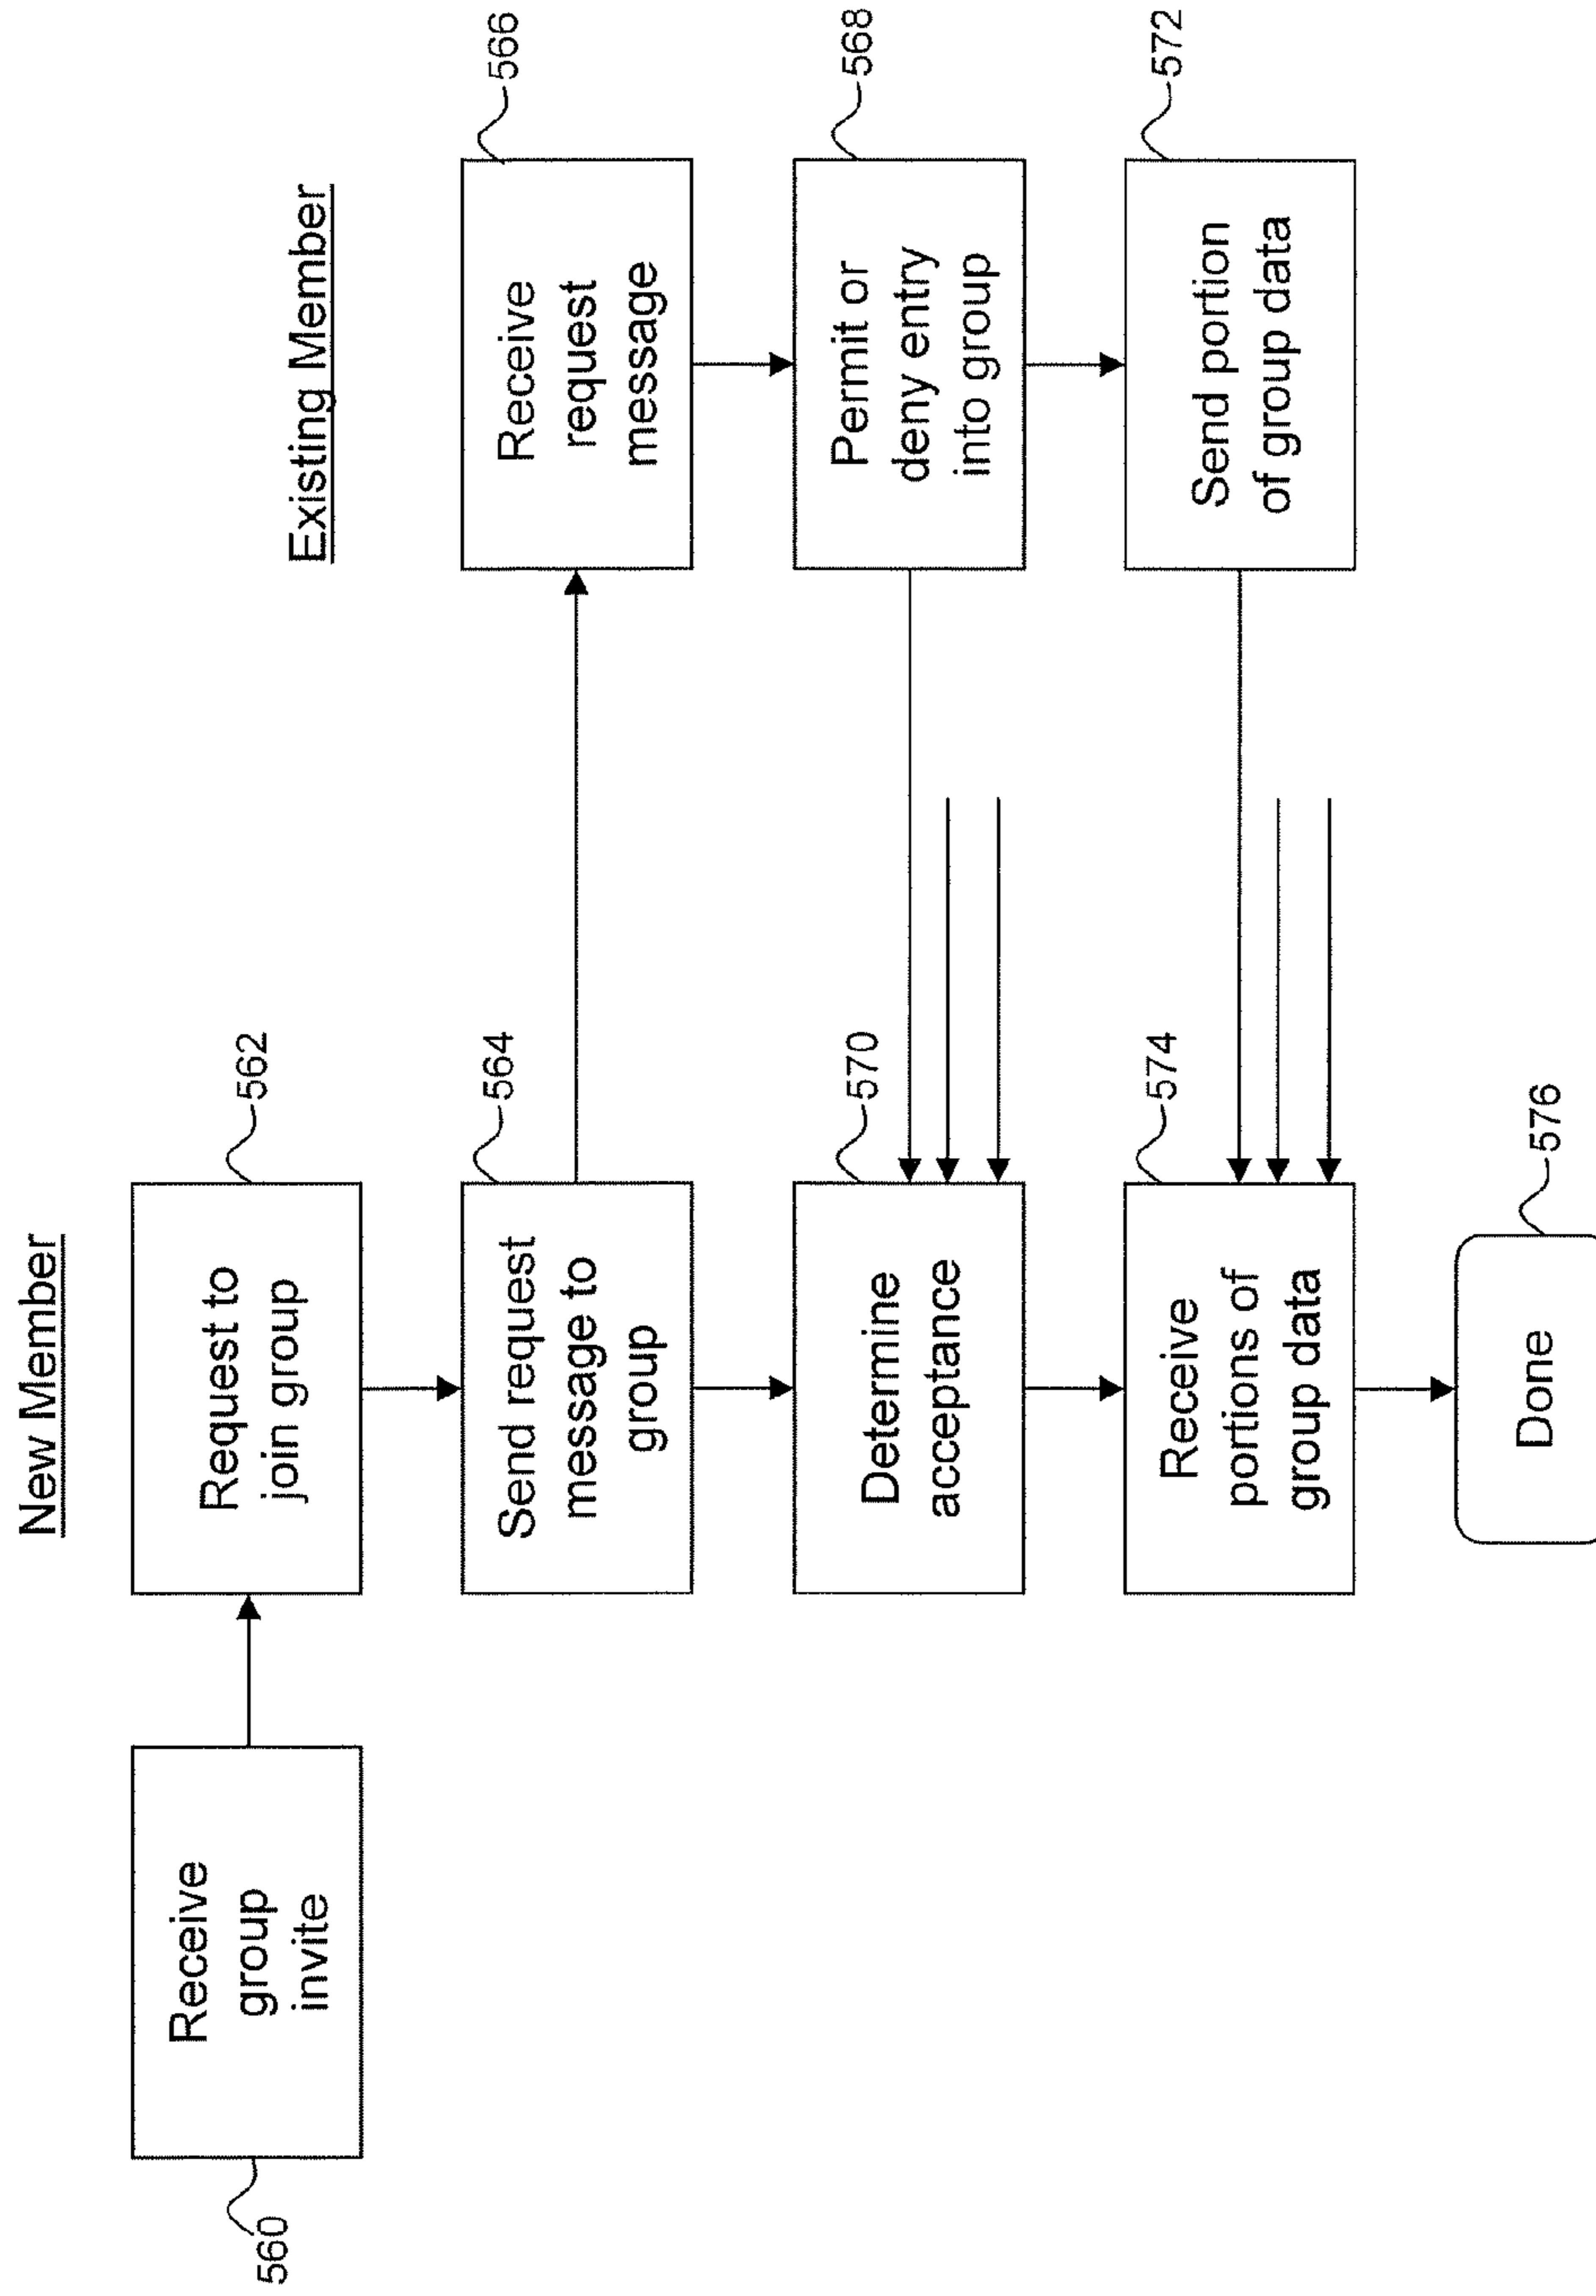 New Member
Existing Member
Receive
group
invite
560
Request to
join group
562
Send request
message to
group
564
Receive
request
message
566
Determine
acceptance
570
Permit or
deny entry
into group
568
Receive
portions of
group data
574
Send portion
of group data
572
Done
576